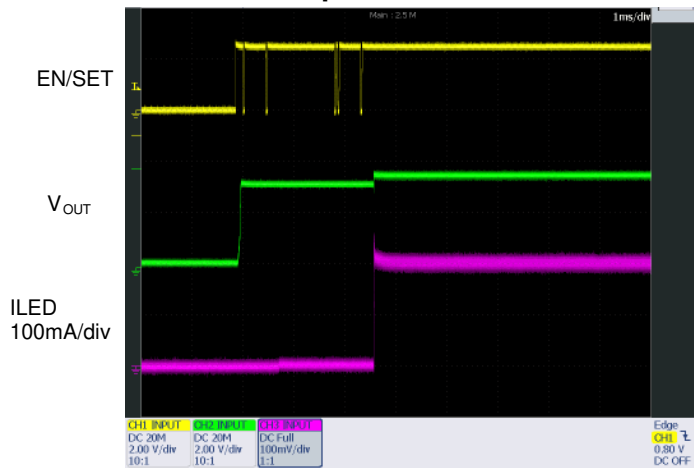 Main : 2.5 M
1ms/div
EN/SET
V_OUT
ILED
100mA/div
CH1 INPUT
DC 20M
2.00 V/div
10:1
CH2 INPUT
DC 20M
2.00 V/div
10:1
CH3 INPUT
DC Full
100mV/div
1:1
Edge
CH1
0.80 V
DC OFF